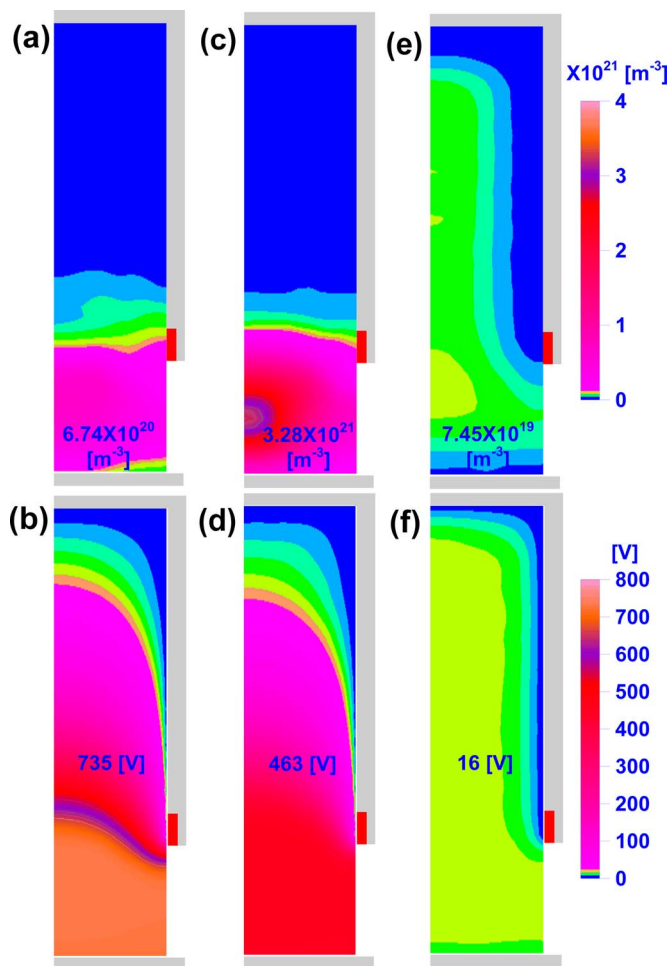 (a)
(c)
(e)
X10²¹ [m⁻³]
4
3
2
1
0
6.74X10²⁰
[m⁻³]
3.28X10²¹
[m⁻³]
7.45X10¹⁹
[m⁻³]
(b)
(d)
(f)
[V]
800
700
600
500
400
300
200
100
0
735 [V]
463 [V]
16 [V]